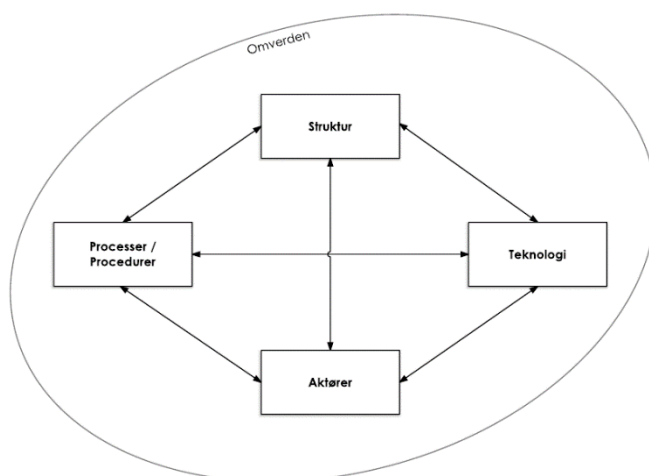 Omverden
Struktur
Processer /
Procedurer
Teknologi
Aktører